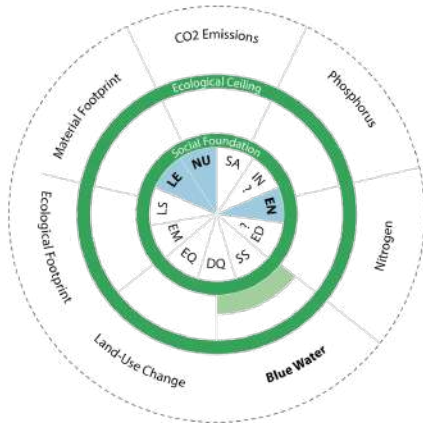 CO2 Emissions
Phosphorus
Nitrogen
Blue Water
Land-Use Change
Ecological Footprint
Material Footprint
Ecological Ceiling
Social Foundation
SA
IN
?
EN
ED
?
SS
DQ
EQ
EM
LS
LE
NU